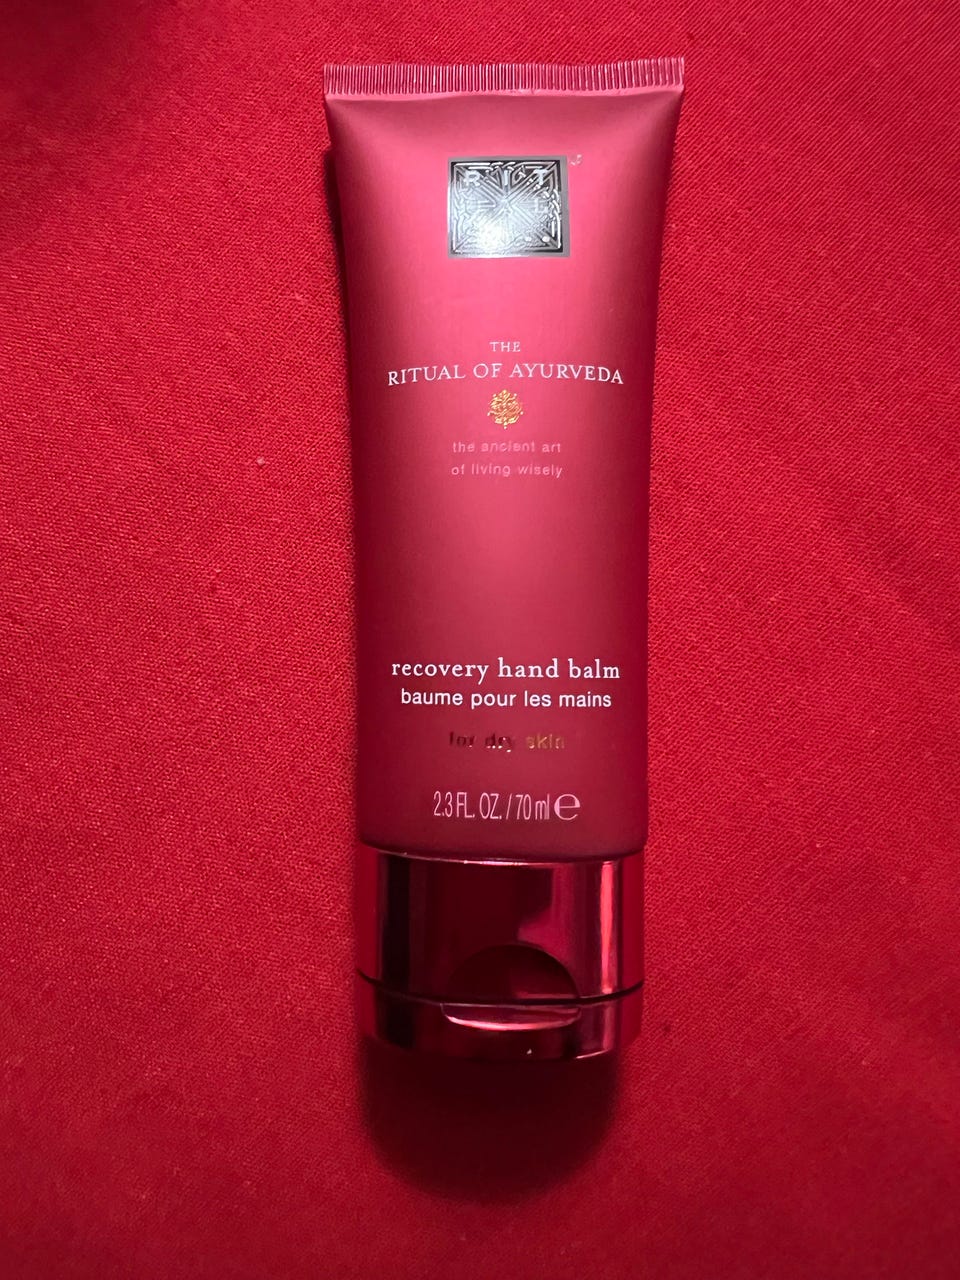 RIT
THE
RITUAL OF AYURVEDA
the ancient art
of living wisely
recovery hand balm
baume pour les mains
for dry skin
2.3 FL. OZ. / 70 ml ℮